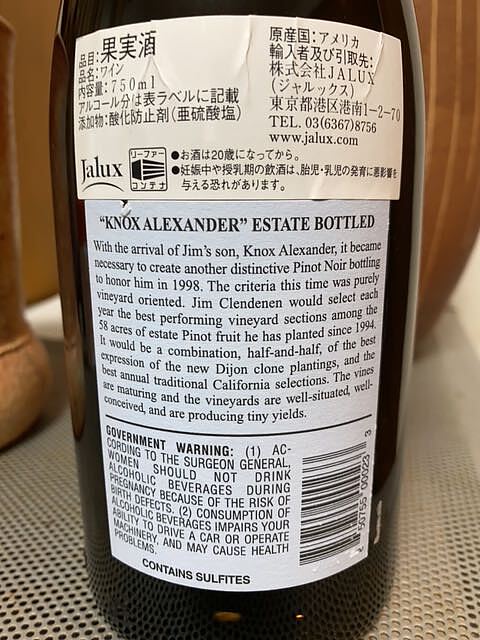 品目:果実酒
品名:ワイン
内容量:750ml
アルコール分は表ラベルに記載
添加物:酸化防止剤(亜硫酸塩)
原産国:アメリカ
輸入者及び引取先:
株式会社JALUX
(ジャルックス)
東京都港区港南1-2-70
TEL. 03(6367)8756
www.jalux.com
Jalux
リーファー
コンテナ
●お酒は20歳になってから。
●妊娠中や授乳期の飲酒は、胎児・乳児の発育に悪影響を
与える恐れがあります。
“KNOX ALEXANDER” ESTATE BOTTLED
With the arrival of Jim's son, Knox Alexander, it became
necessary to create another distinctive Pinot Noir bottling
to honor him in 1998. The criteria this time was purely
vineyard oriented. Jim Clendenen would select each
year the best performing vineyard sections among the
58 acres of estate Pinot fruit he has planted since 1994.
It would be a combination, half-and-half, of the best
expression of the new Dijon clone plantings, and the
best annual traditional California selections. The vines
are maturing and the vineyards are well-situated, well-
conceived, and are producing tiny yields.
GOVERNMENT WARNING: (1) AC-
CORDING TO THE SURGEON GENERAL,
WOMEN SHOULD NOT DRINK
ALCOHOLIC BEVERAGES DURING
PREGNANCY BECAUSE OF THE RISK OF
BIRTH DEFECTS. (2) CONSUMPTION OF
ALCOHOLIC BEVERAGES IMPAIRS YOUR
ABILITY TO DRIVE A CAR OR OPERATE
MACHINERY, AND MAY CAUSE HEALTH
PROBLEMS.
CONTAINS SULFITES